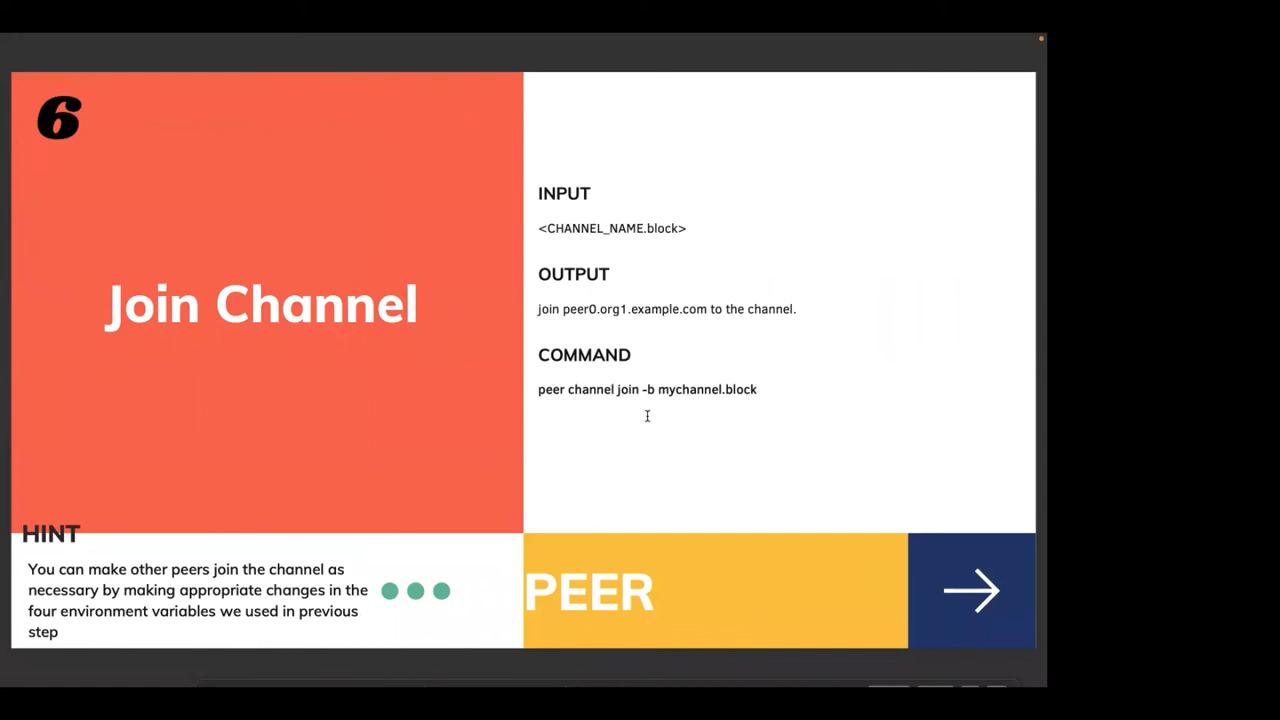 6
Join Channel
INPUT
<CHANNEL_NAME.block>
OUTPUT
join peer0.org1.example.com to the channel.
COMMAND
peer channel join -b mychannel.block
HINT
You can make other peers join the channel as
necessary by making appropriate changes in the
four environment variables we used in previous
step
PEER